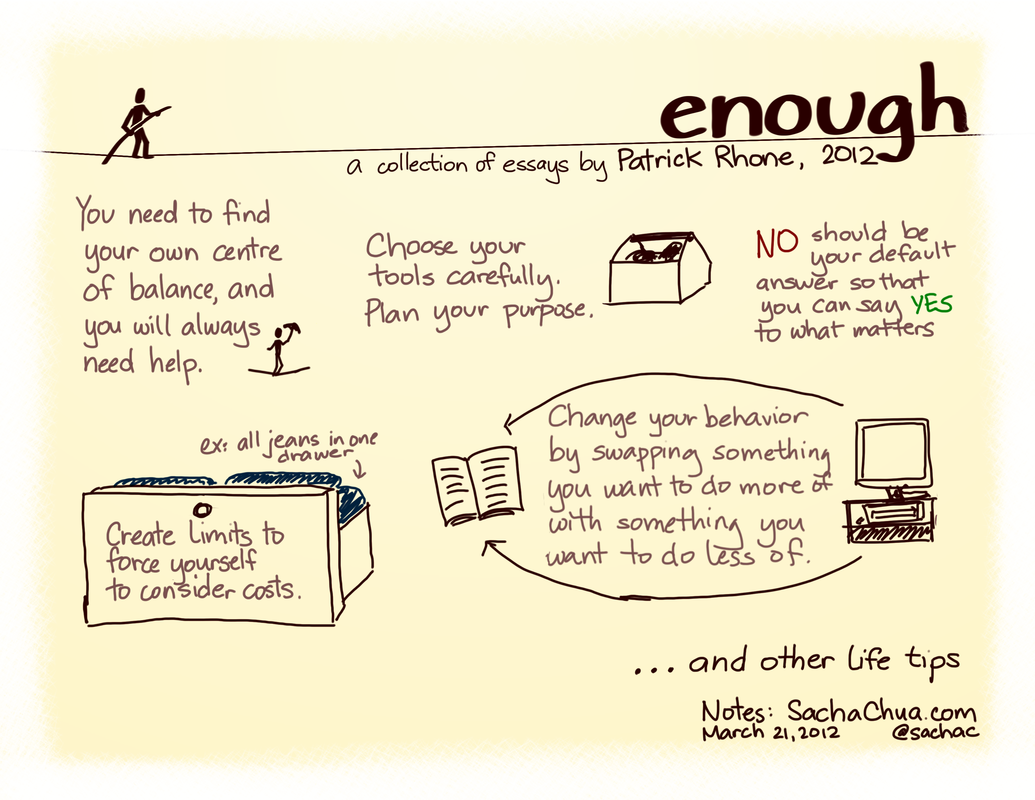 enough
a collection of essays by Patrick Rhone, 2012
You need to find
your own centre
of balance, and
you will always
need help.
Choose your
tools carefully.
Plan your purpose.
NO should be
your default
answer so that
you can say YES
to what matters
ex: all jeans in one
drawer
Create Limits to
force yourself
to consider costs.
Change your behavior
by swapping something
you want to do more of
with something you
want to do less of.
... and other life tips
Notes: SachaChua.com
March 21, 2012 @sachac